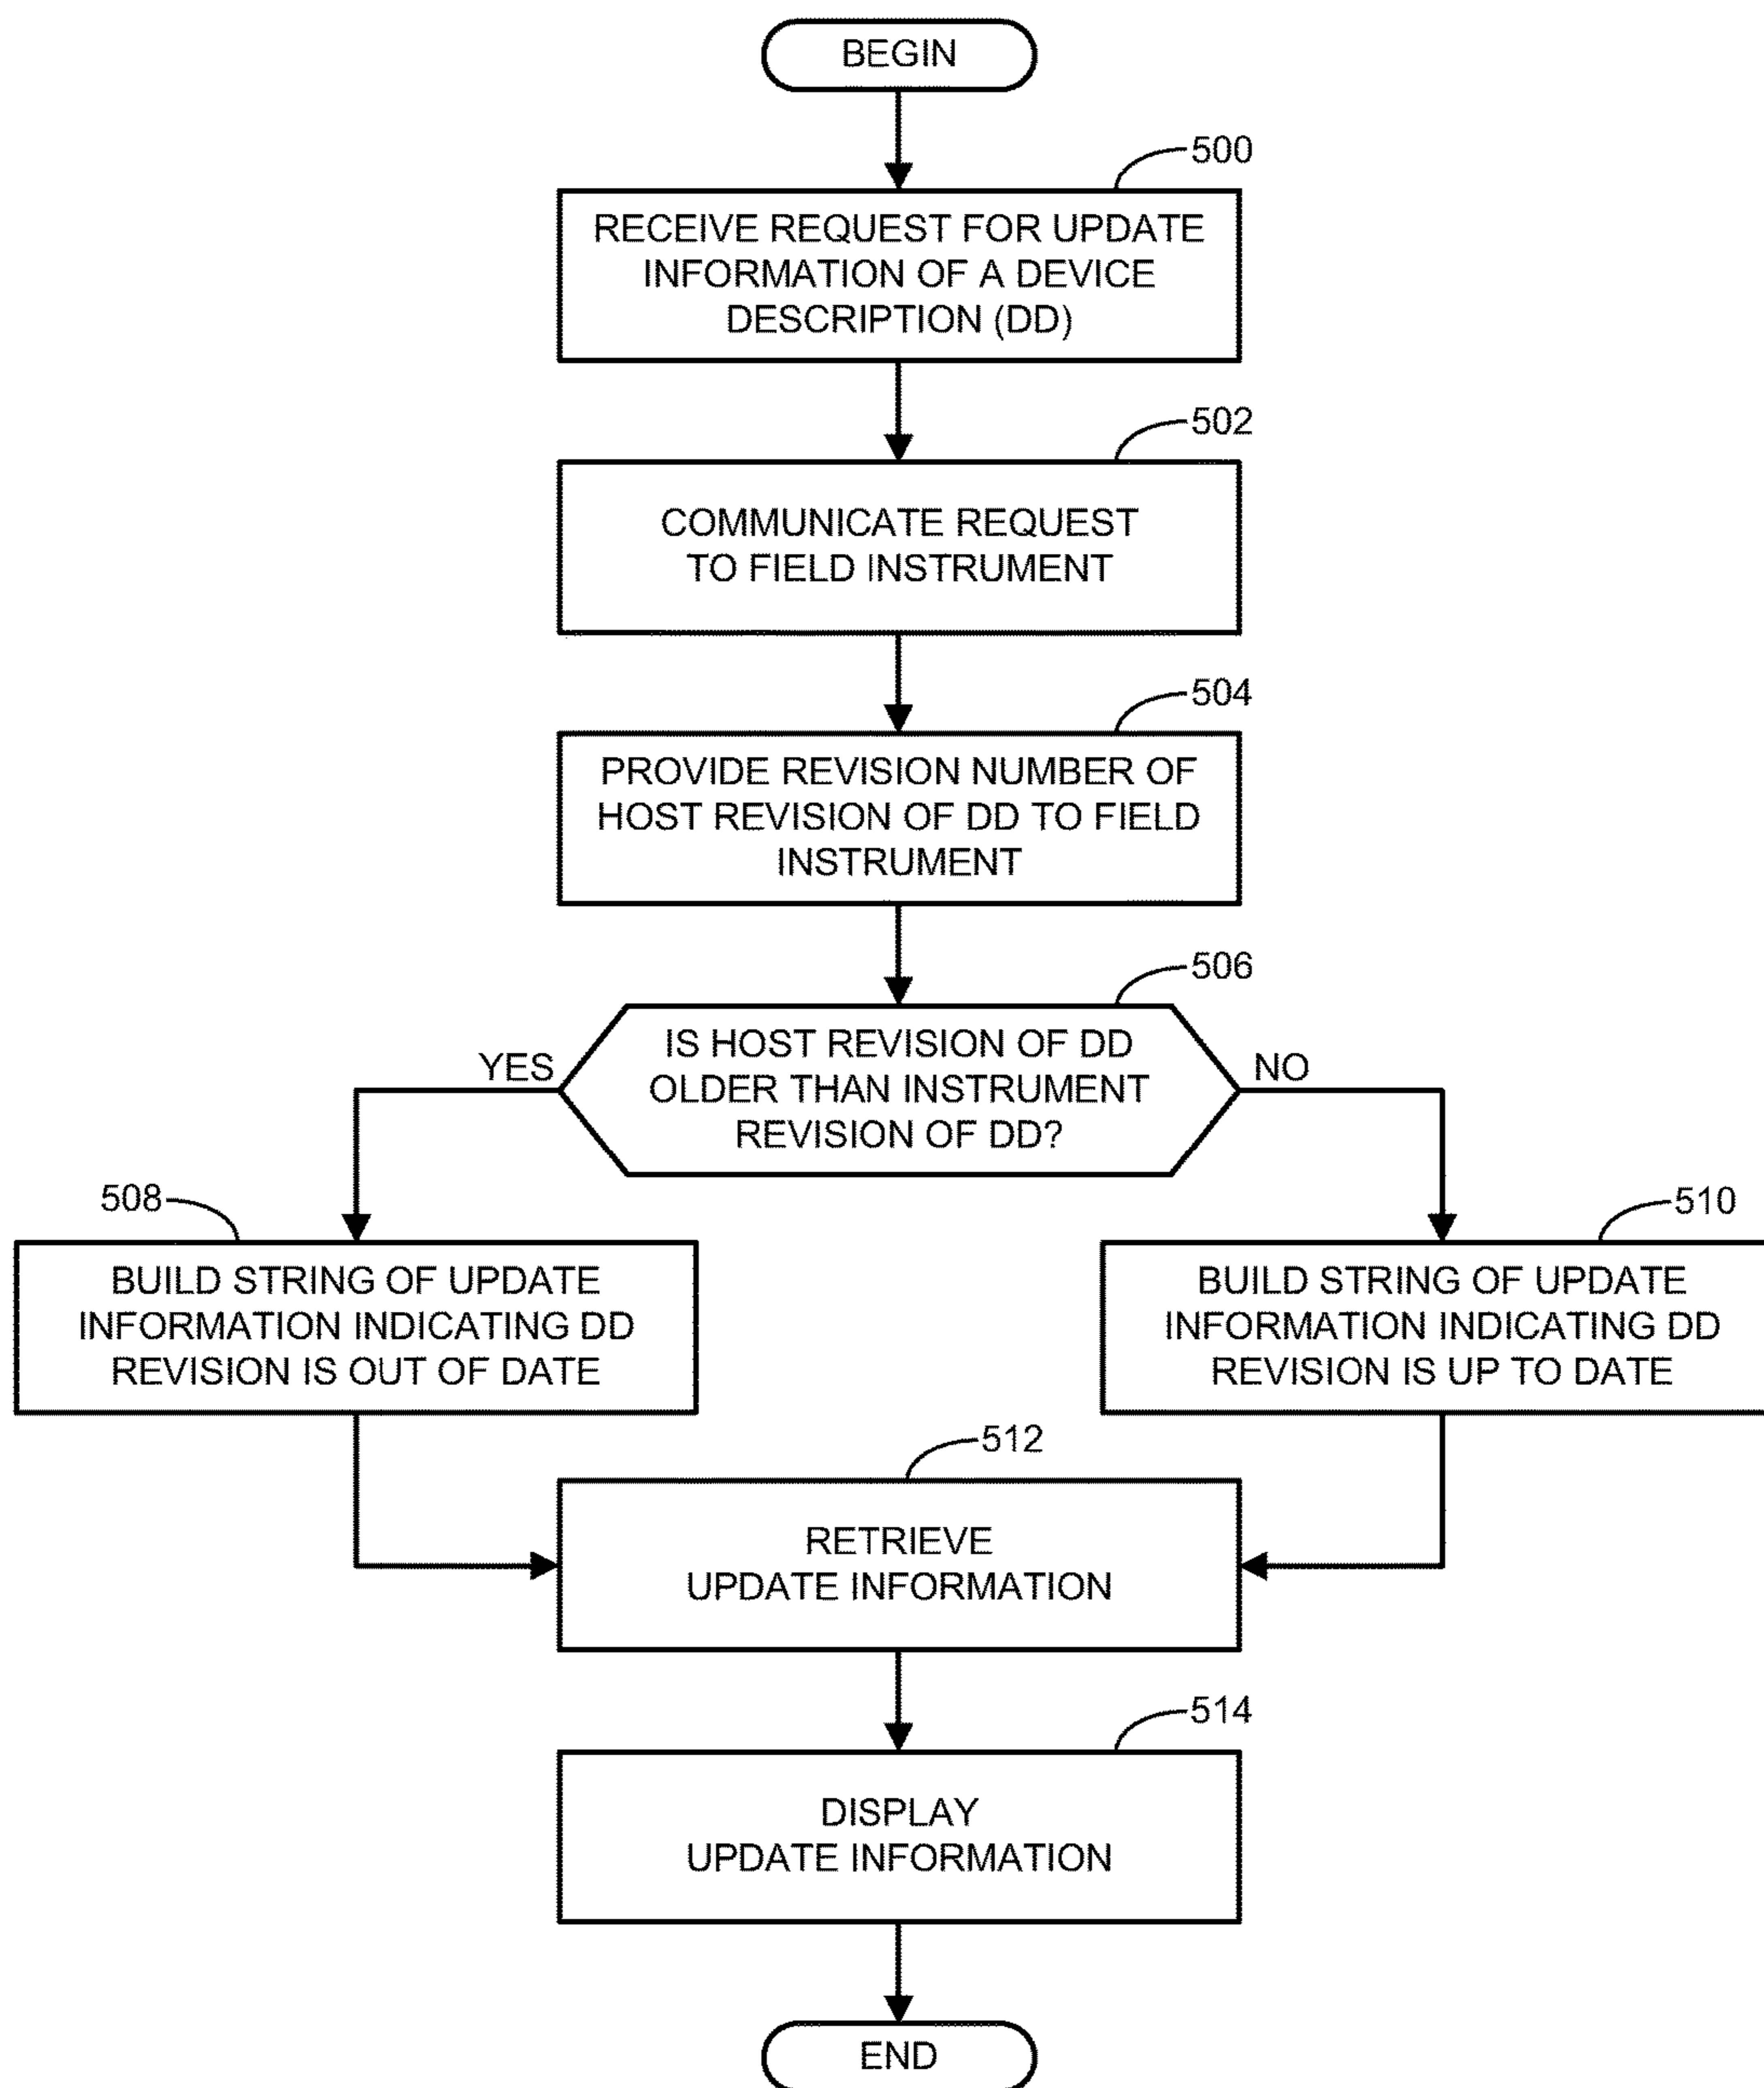 BEGIN
500
RECEIVE REQUEST FOR UPDATE
INFORMATION OF A DEVICE
DESCRIPTION (DD)
502
COMMUNICATE REQUEST
TO FIELD INSTRUMENT
504
PROVIDE REVISION NUMBER OF
HOST REVISION OF DD TO FIELD
INSTRUMENT
506
IS HOST REVISION OF DD
OLDER THAN INSTRUMENT
REVISION OF DD?
YES
NO
508
BUILD STRING OF UPDATE
INFORMATION INDICATING DD
REVISION IS OUT OF DATE
510
BUILD STRING OF UPDATE
INFORMATION INDICATING DD
REVISION IS UP TO DATE
512
RETRIEVE
UPDATE INFORMATION
514
DISPLAY
UPDATE INFORMATION
END